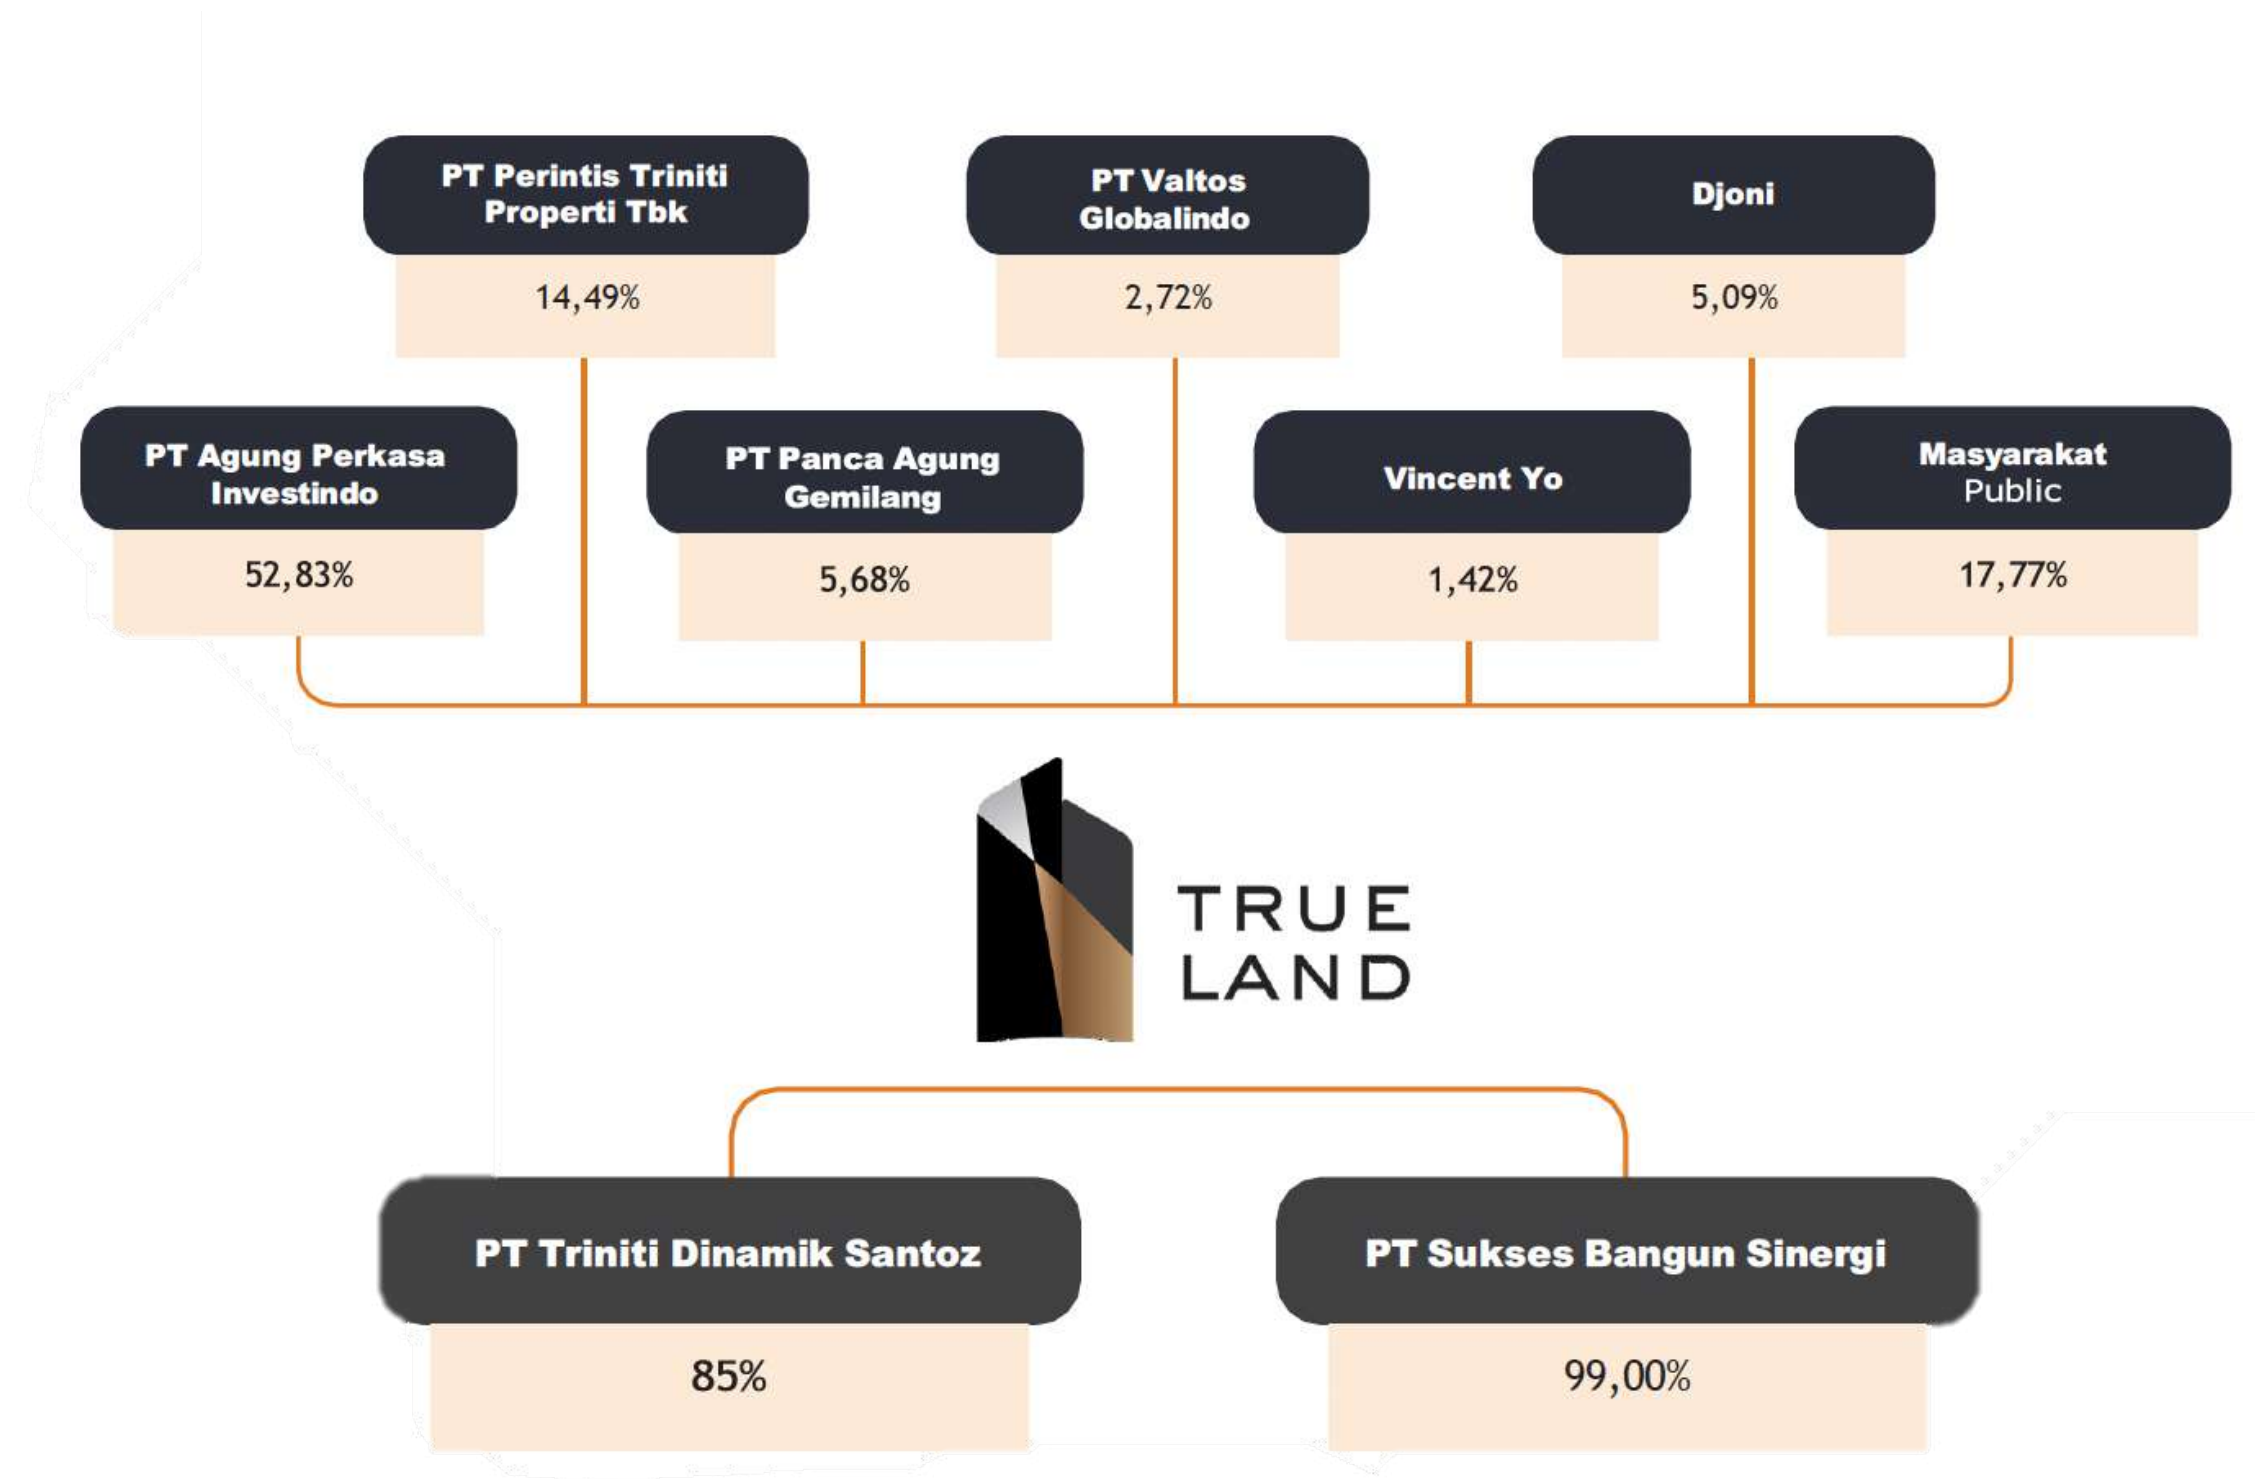 PT Perintis Triniti
Properti Tbk
14,49%
PT Valtos
Globalindo
2,72%
Djoni
5,09%
PT Agung Perkasa
Investindo
52,83%
PT Panca Agung
Gemilang
5,68%
Vincent Yo
1,42%
Masyarakat
Public
17,77%
TRUE
LAND
PT Triniti Dinamik Santoz
85%
PT Sukses Bangun Sinergi
99,00%